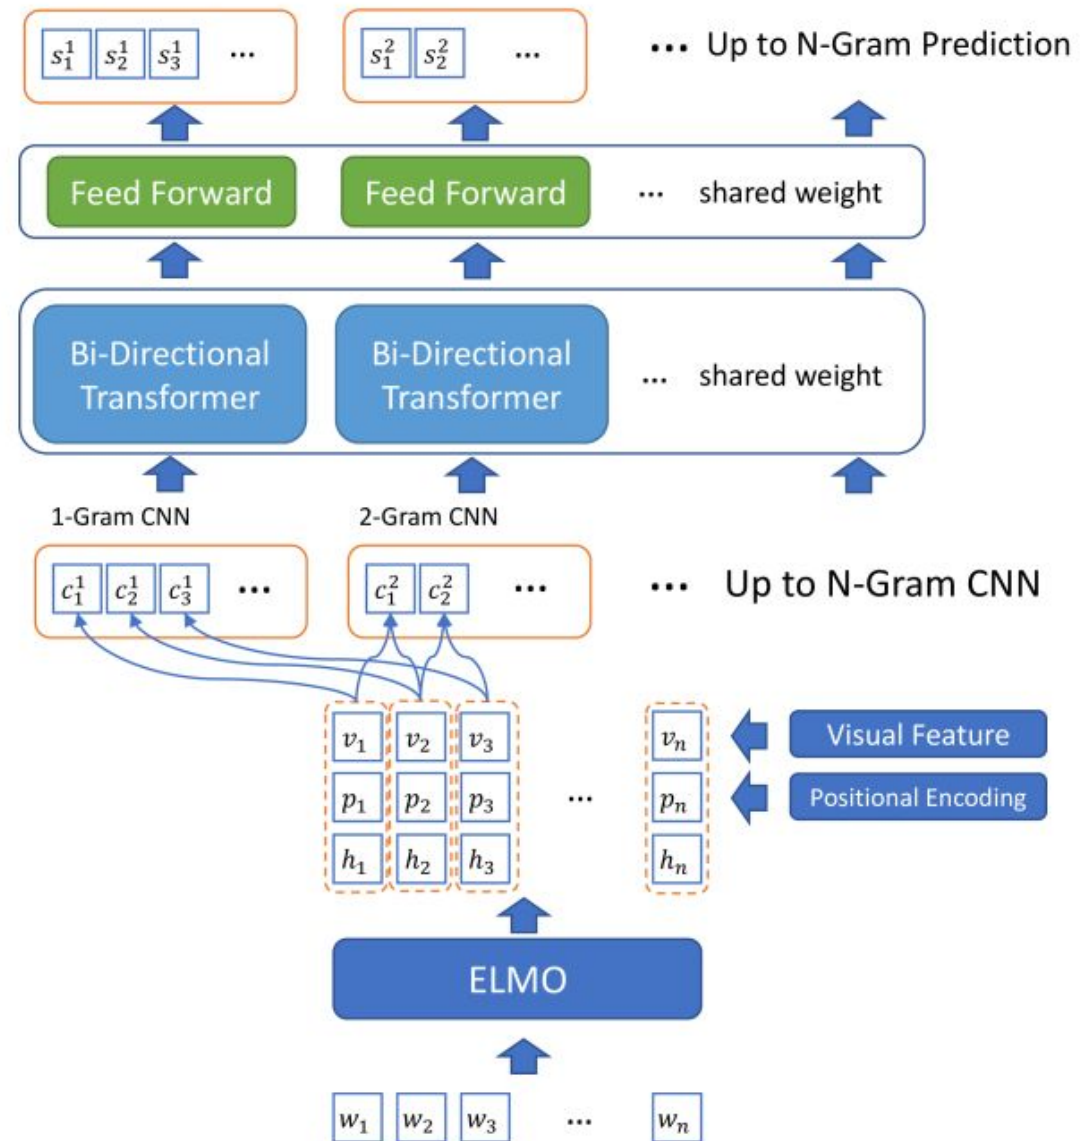 s₁¹ s₂¹ s₃¹ ... s₁² s₂² ... ... Up to N-Gram Prediction
Feed Forward Feed Forward ... shared weight
Bi-Directional Transformer Bi-Directional Transformer ... shared weight
1-Gram CNN 2-Gram CNN
c₁¹ c₂¹ c₃¹ ... c₁² c₂² ... ... Up to N-Gram CNN
v₁ v₂ v₃ vₙ Visual Feature
p₁ p₂ p₃ ... pₙ Positional Encoding
h₁ h₂ h₃ hₙ
ELMO
w₁ w₂ w₃ ... wₙ